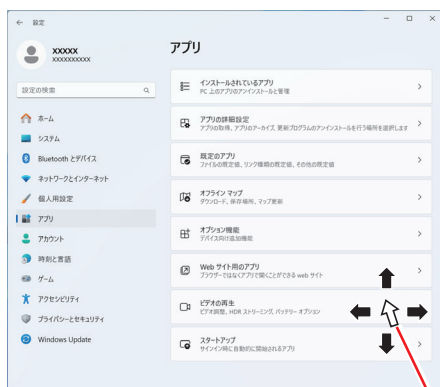 ← 設定
xxxxx
xxxxxxxxxx
設定の検索
ホーム
システム
Bluetooth とデバイス
ネットワークとインターネット
個人用設定
アプリ
アカウント
時刻と言語
ゲーム
アクセシビリティ
プライバシーとセキュリティ
Windows Update
アプリ
インストールされているアプリ
PC 上のアプリのアンインストールと管理
アプリの詳細設定
アプリの取得、アプリのアーカイブ、更新プログラムのアンインストールを行う場所を選択します
既定のアプリ
ファイルの既定値、リンク種類の既定値、その他の既定値
オフライン マップ
ダウンロード、保存場所、マップ更新
オプション機能
デバイス向け追加機能
Web サイト用のアプリ
ブラウザーではなくアプリで開くことができる web サイト
ビデオの再生
ビデオ調整、HDR ストリーミング、バッテリー オプション
スタートアップ
サインイン時に自動的に開始されるアプリ